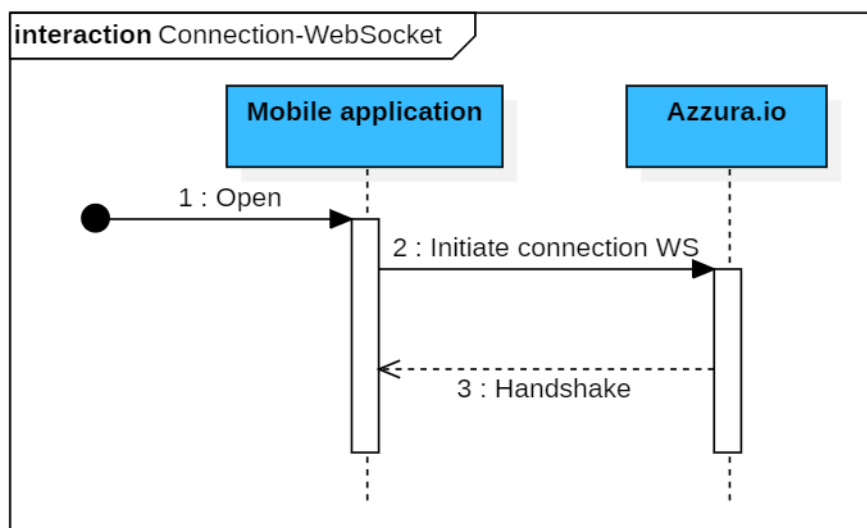 interaction Connection-WebSocket
Mobile application
Azzura.io
1 : Open
2 : Initiate connection WS
3 : Handshake